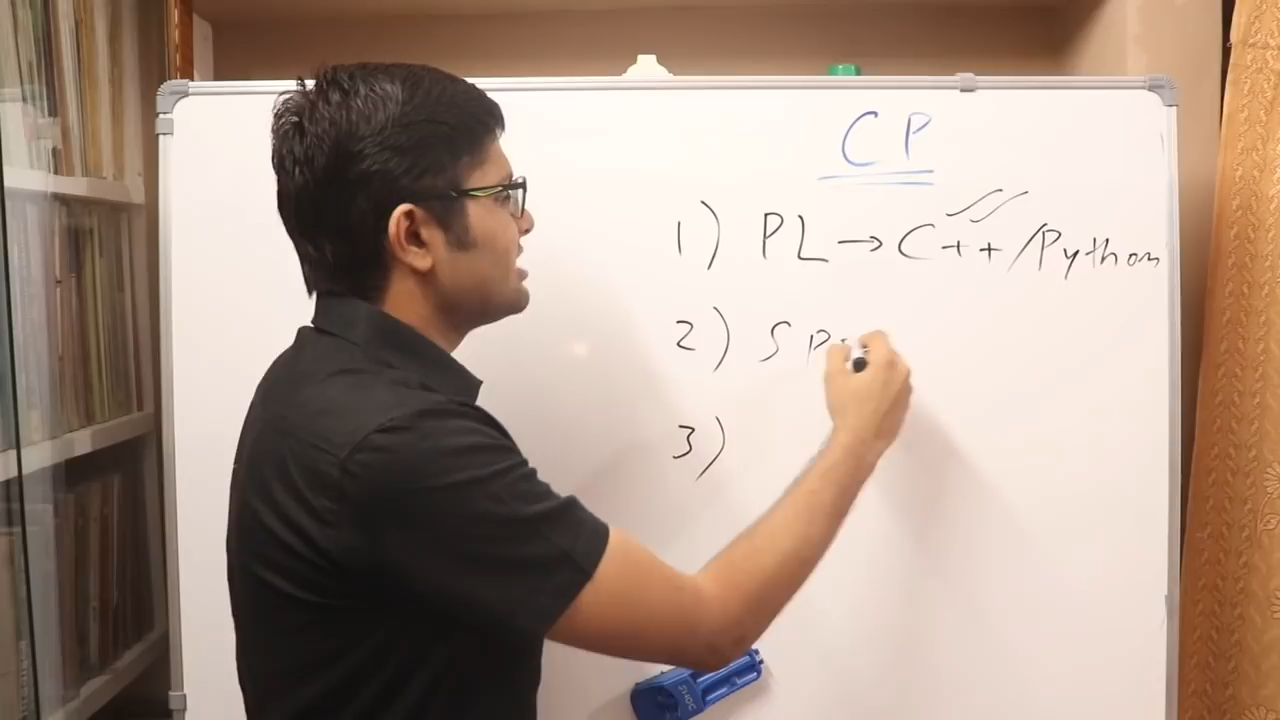 CP
1) PL → C++/Python
2) SP
3)